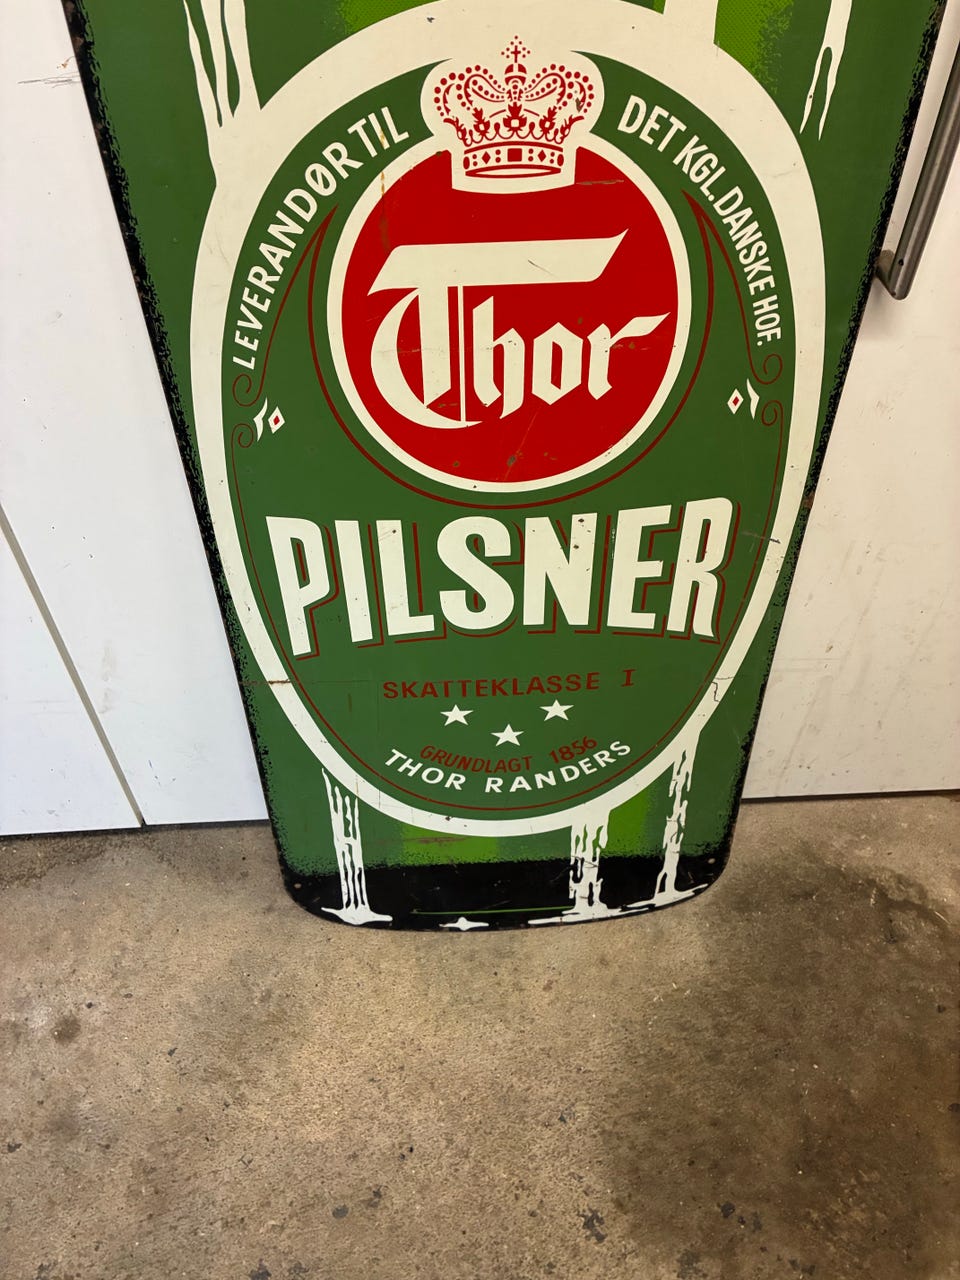 LEVERANDØR TIL DET KGL. DANSKE HOF.
Thor
PILSNER
SKATTEKLASSE I
GRUNDLAGT 1856
THOR RANDERS